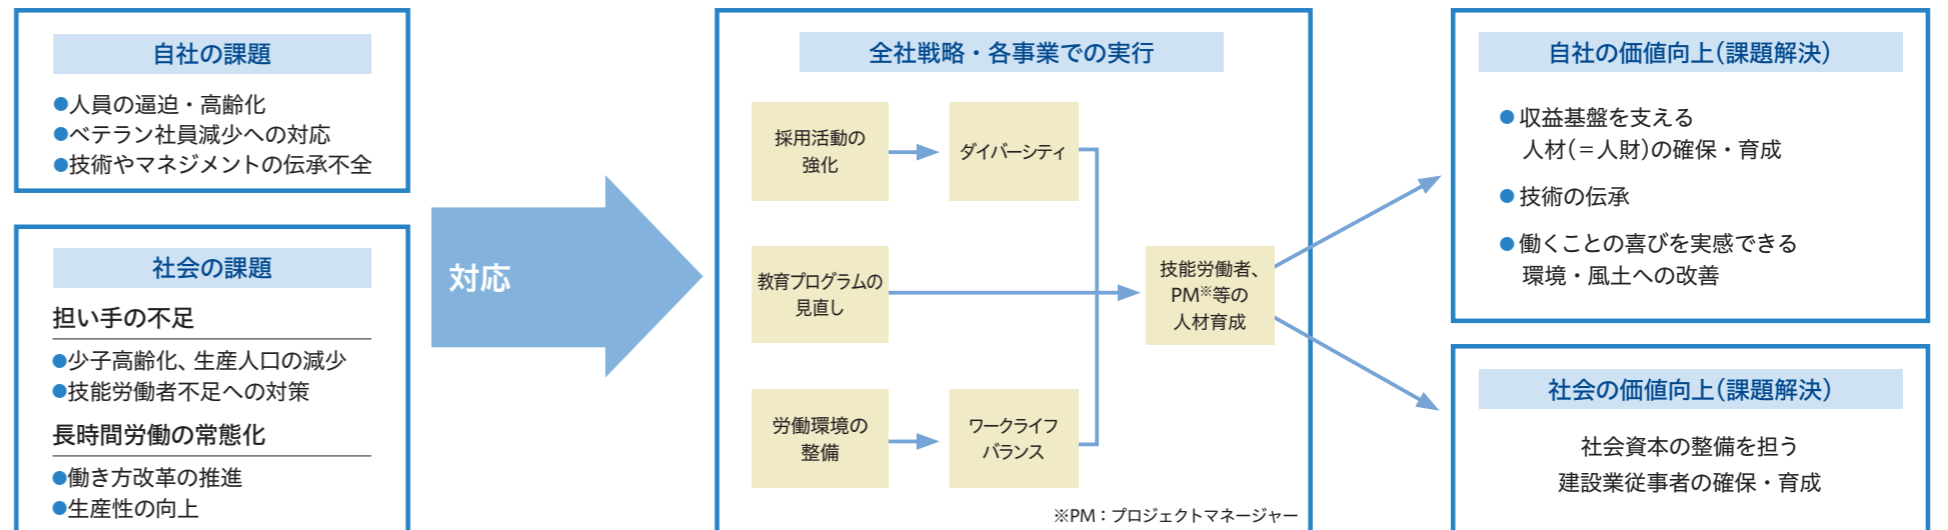 自社の課題
●人員の逼迫・高齢化
●ベテラン社員減少への対応
●技術やマネジメントの伝承不全
社会の課題
担い手の不足
●少子高齢化、生産人口の減少
●技能労働者不足への対策
長時間労働の常態化
●働き方改革の推進
●生産性の向上
対応
全社戦略・各事業での実行
採用活動の
強化
ダイバーシティ
教育プログラムの
見直し
技能労働者、
PM※等の
人材育成
労働環境の
整備
ワークライフ
バランス
※PM：プロジェクトマネージャー
自社の価値向上(課題解決)
●収益基盤を支える
人材(＝人財)の確保・育成
●技術の伝承
●働くことの喜びを実感できる
環境・風土への改善
社会の価値向上(課題解決)
社会資本の整備を担う
建設業従事者の確保・育成